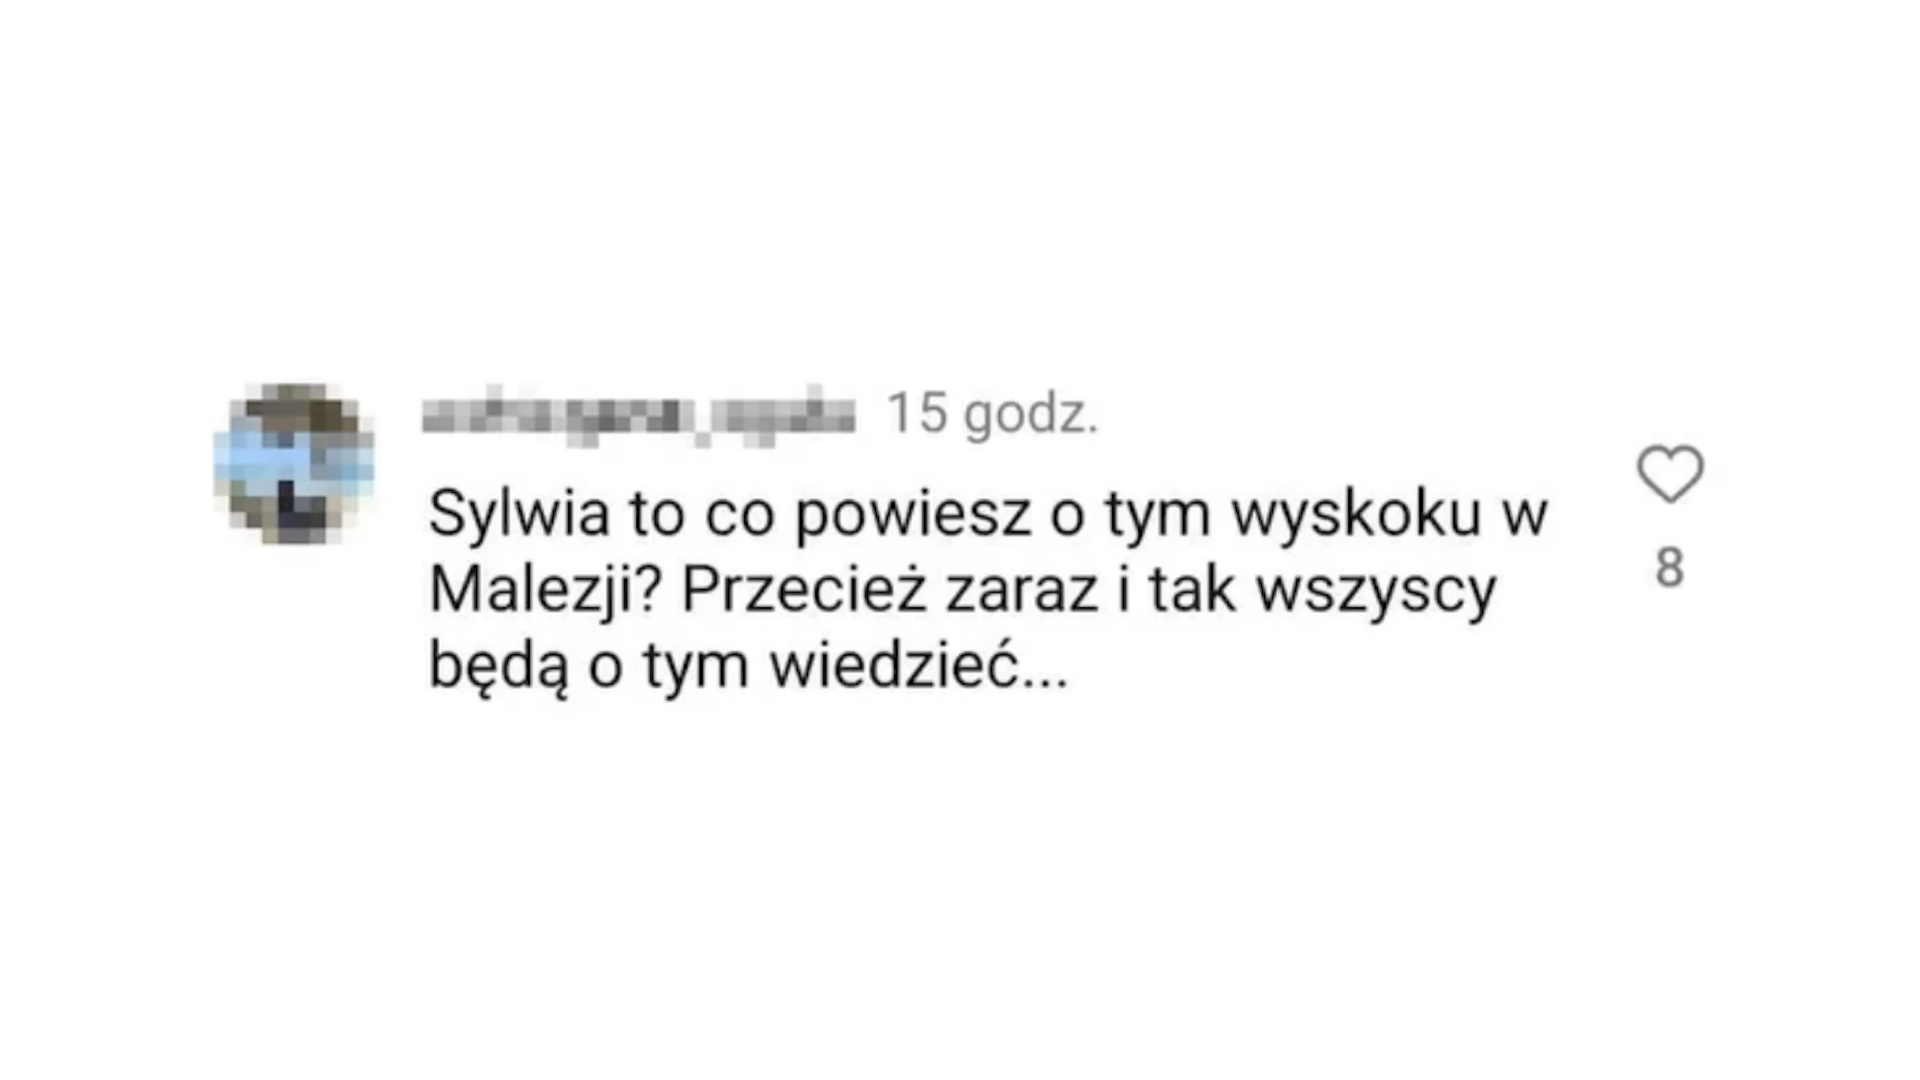 15 godz.
Sylwia to co powiesz o tym wyskoku w
Malezji? Przecież zaraz i tak wszyscy
będą o tym wiedzieć...
8